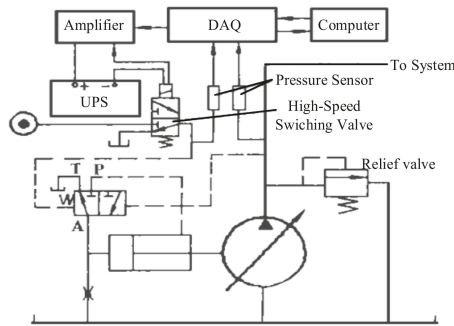 Amplifier
DAQ
Computer
To System
+ −
UPS
Pressure Sensor
High-Speed
Swiching Valve
Relief valve
T P
W
A